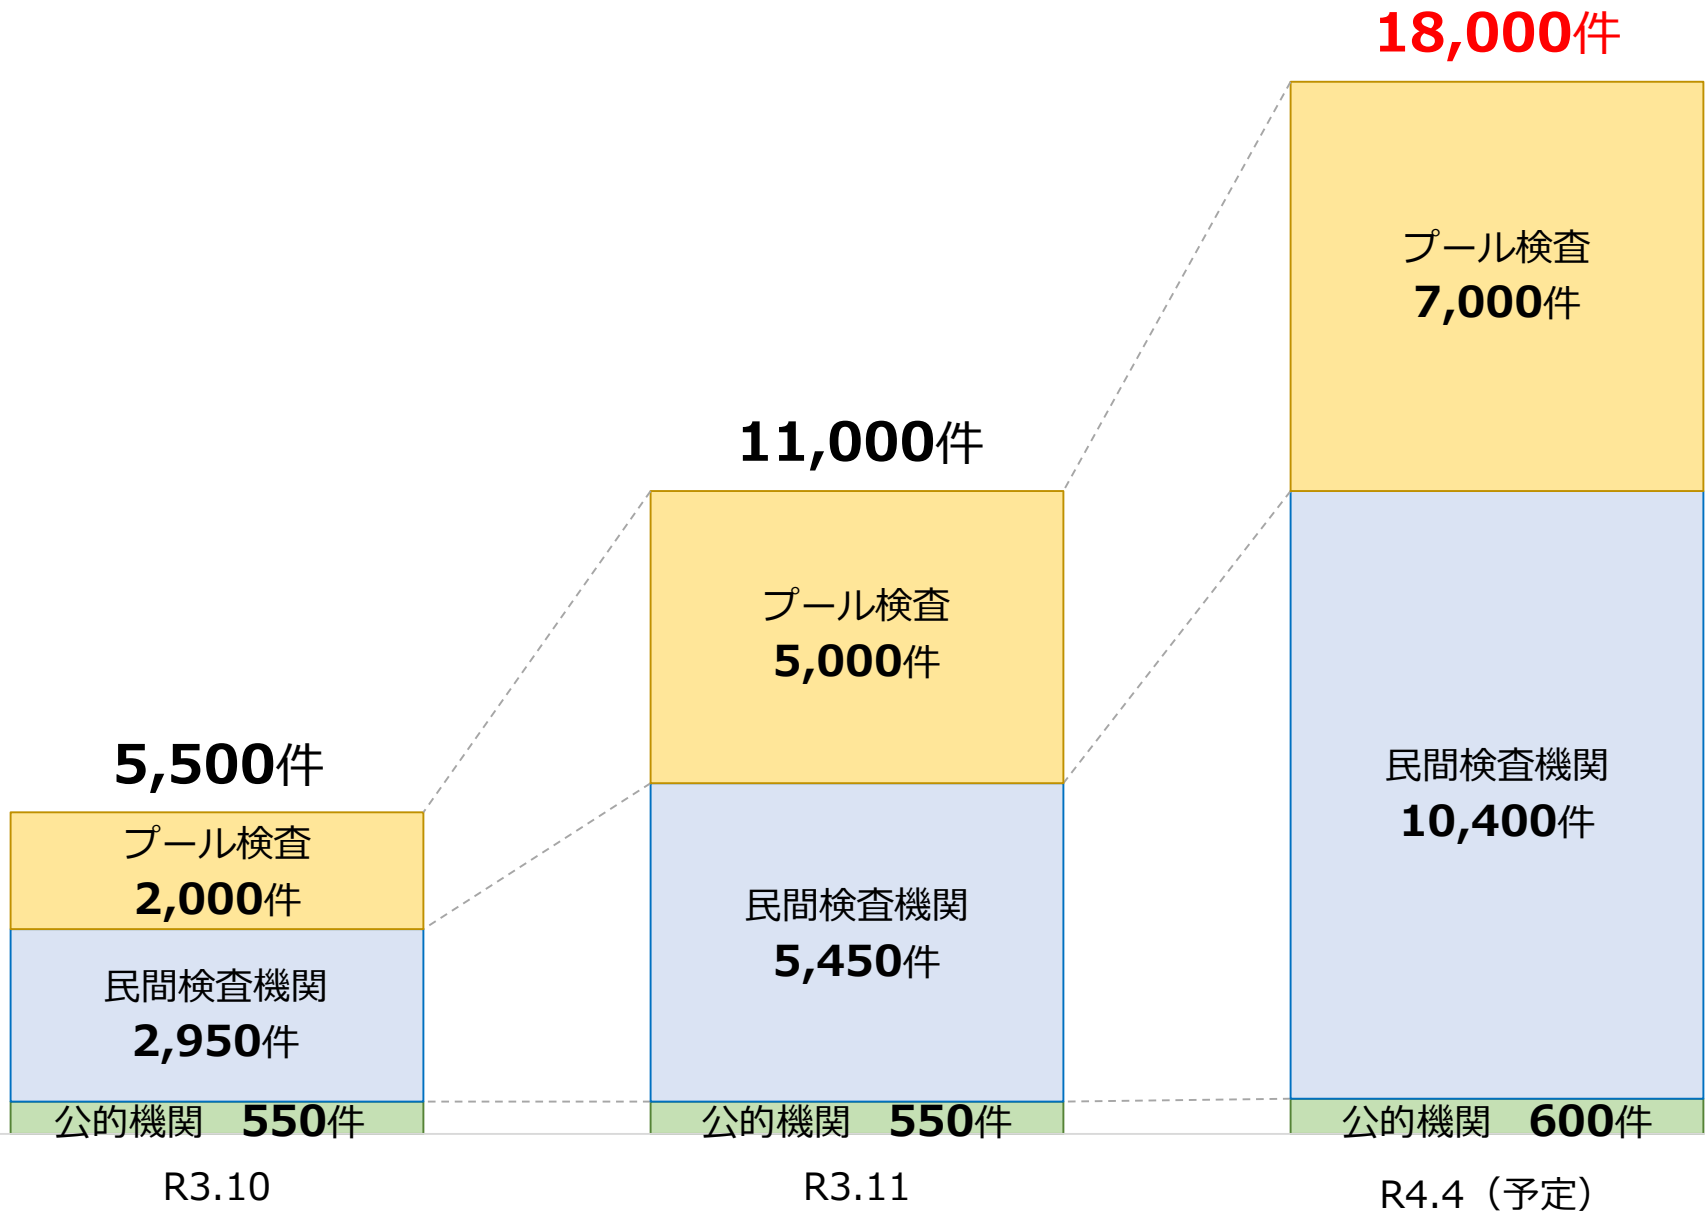 5,500件
プール検査
2,000件
民間検査機関
2,950件
公的機関　550件
R3.10
11,000件
プール検査
5,000件
民間検査機関
5,450件
公的機関　550件
R3.11
18,000件
プール検査
7,000件
民間検査機関
10,400件
公的機関　600件
R4.4（予定）